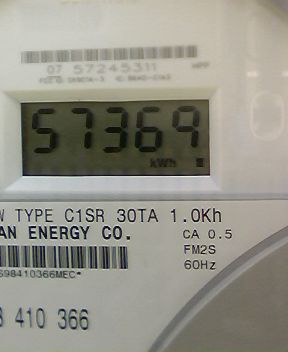 07 57245311 MPP
57369
kWh
TYPE C1SR 30TA 1.0Kh
AN ENERGY CO. CA 0.5
FM2S
60Hz
698410366MEC*
410 366